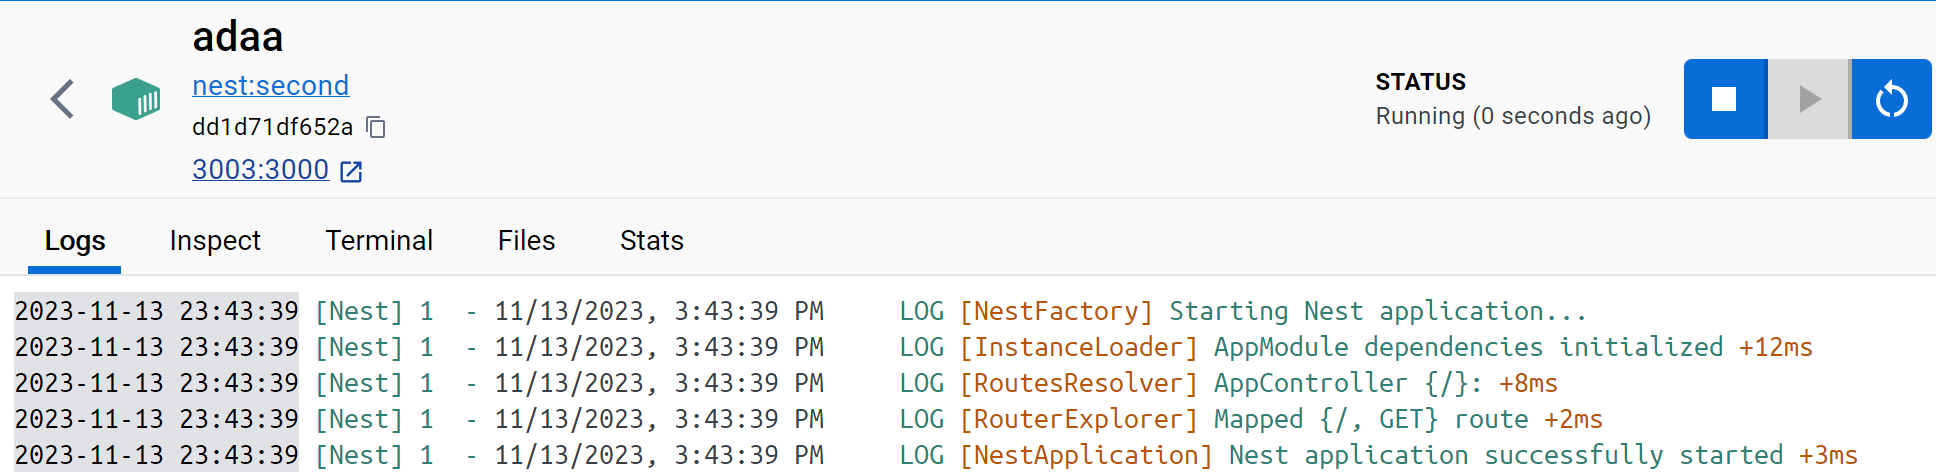 adaa
nest:second
dd1d71df652a
3003:3000
STATUS
Running (0 seconds ago)
Logs Inspect Terminal Files Stats
2023-11-13 23:43:39 [Nest] 1  - 11/13/2023, 3:43:39 PM     LOG [NestFactory] Starting Nest application...
2023-11-13 23:43:39 [Nest] 1  - 11/13/2023, 3:43:39 PM     LOG [InstanceLoader] AppModule dependencies initialized +12ms
2023-11-13 23:43:39 [Nest] 1  - 11/13/2023, 3:43:39 PM     LOG [RoutesResolver] AppController {/}: +8ms
2023-11-13 23:43:39 [Nest] 1  - 11/13/2023, 3:43:39 PM     LOG [RouterExplorer] Mapped {/, GET} route +2ms
2023-11-13 23:43:39 [Nest] 1  - 11/13/2023, 3:43:39 PM     LOG [NestApplication] Nest application successfully started +3ms